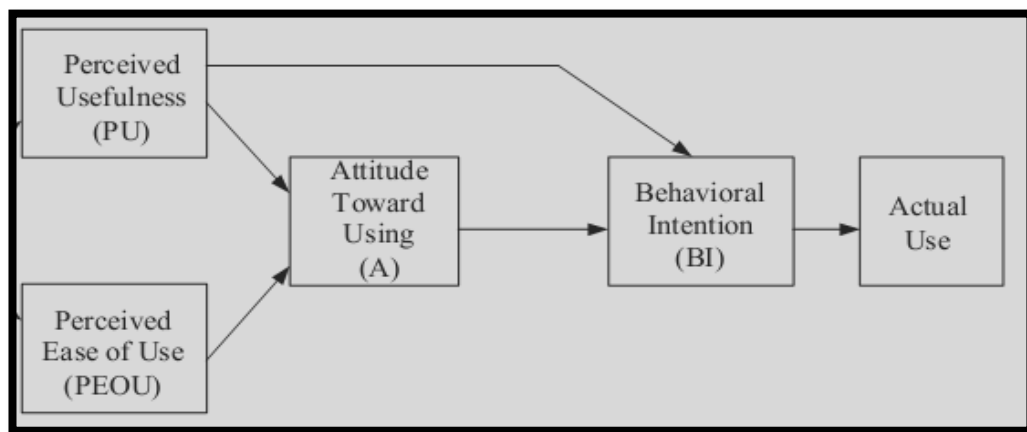 Perceived
Usefulness
(PU)
Attitude
Toward
Using
(A)
Behavioral
Intention
(BI)
Actual
Use
Perceived
Ease of Use
(PEOU)